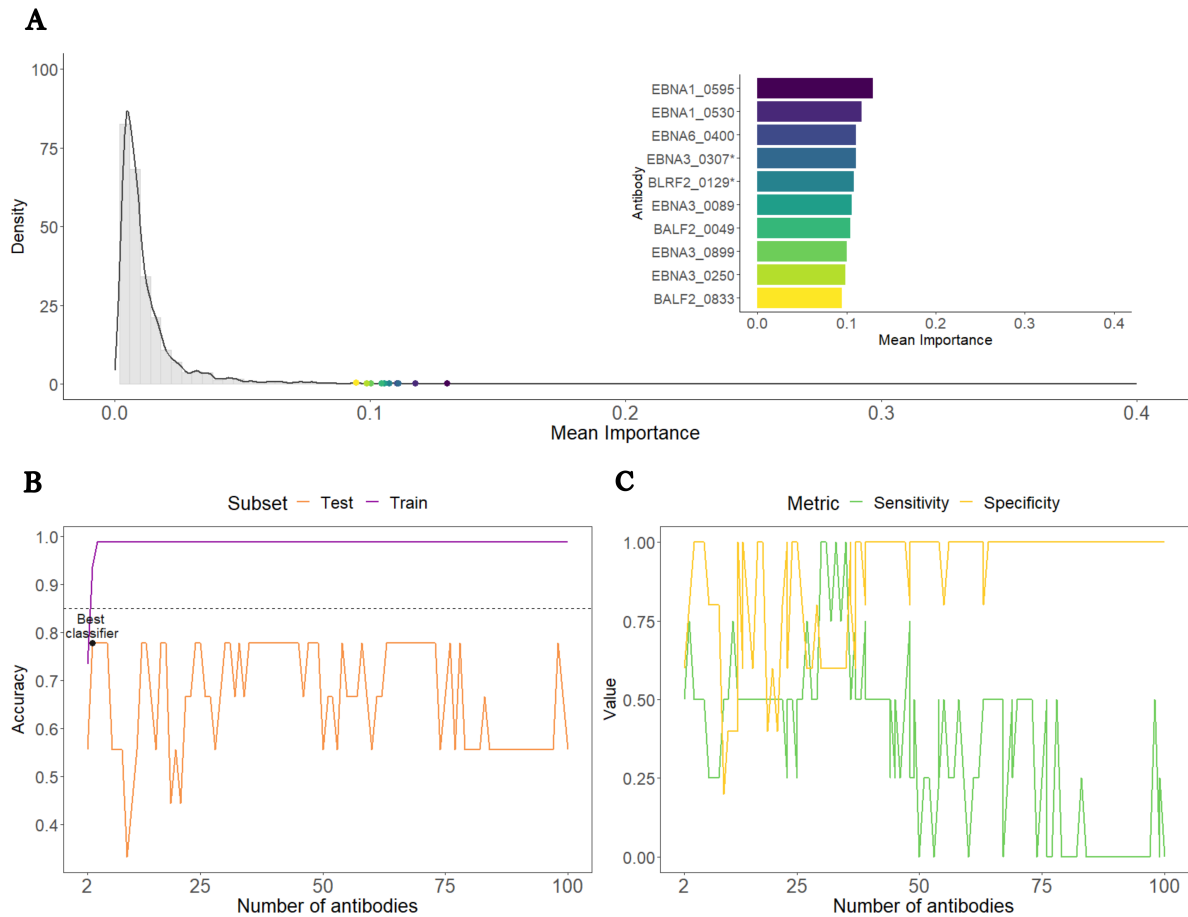 A
Density
100
75
50
25
0
0.0
0.1
0.2
0.3
0.4
Mean Importance
Antibody
EBNA1_0595
EBNA1_0530
EBNA6_0400
EBNA3_0307*
BLRF2_0129*
EBNA3_0089
BALF2_0049
EBNA3_0899
EBNA3_0250
BALF2_0833
0.0
0.1
0.2
0.3
0.4
Mean Importance
B
Subset Test Train
Accuracy
1.0
0.9
0.8
0.7
0.6
0.5
0.4
Best
classifier
2
25
50
75
100
Number of antibodies
C
Metric Sensitivity Specificity
Value
1.00
0.75
0.50
0.25
0.00
2
25
50
75
100
Number of antibodies